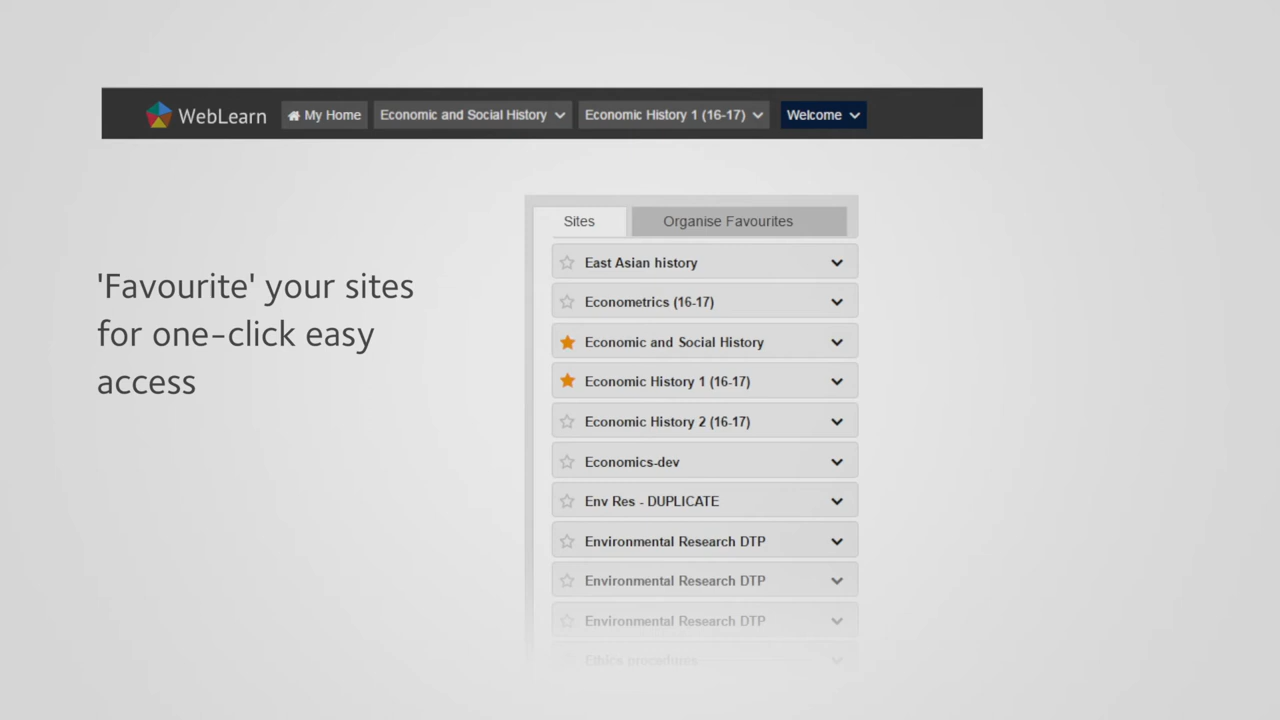 WebLearn My Home Economic and Social History Economic History 1 (16-17) Welcome
'Favourite' your sites
for one-click easy
access
Sites Organise Favourites
East Asian history
Econometrics (16-17)
Economic and Social History
Economic History 1 (16-17)
Economic History 2 (16-17)
Economics-dev
Env Res - DUPLICATE
Environmental Research DTP
Environmental Research DTP
Environmental Research DTP
Ethics procedures